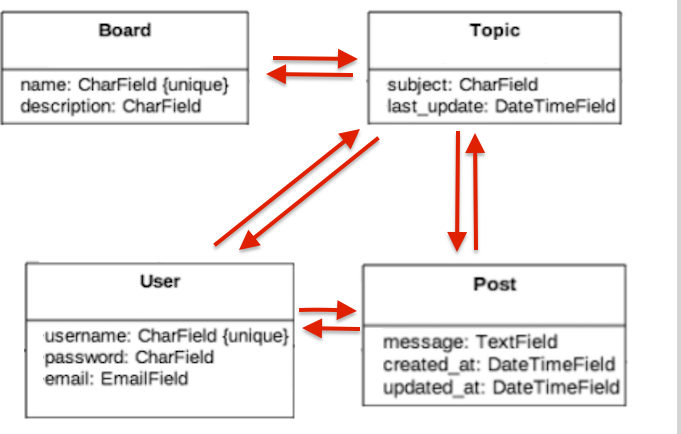 Board
name: CharField {unique}
description: CharField
Topic
subject: CharField
last_update: DateTimeField
User
username: CharField {unique}
password: CharField
email: EmailField
Post
message: TextField
created_at: DateTimeField
updated_at: DateTimeField